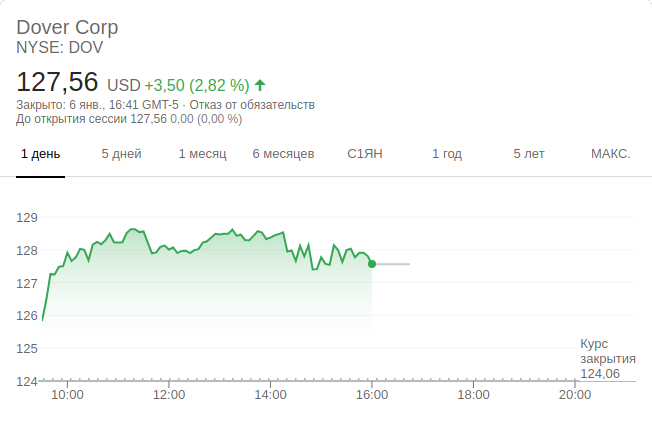 Dover Corp
NYSE: DOV
127,56 USD +3,50 (2,82 %)
Закрыто: 6 янв., 16:41 GMT-5 · Отказ от обязательств
До открытия сессии 127,56 0,00 (0,00 %)
1 день 5 дней 1 месяц 6 месяцев С1ЯН 1 год 5 лет МАКС.
129
128
127
126
125
124
Курс
закрытия
124,06
10:00 12:00 14:00 16:00 18:00 20:00